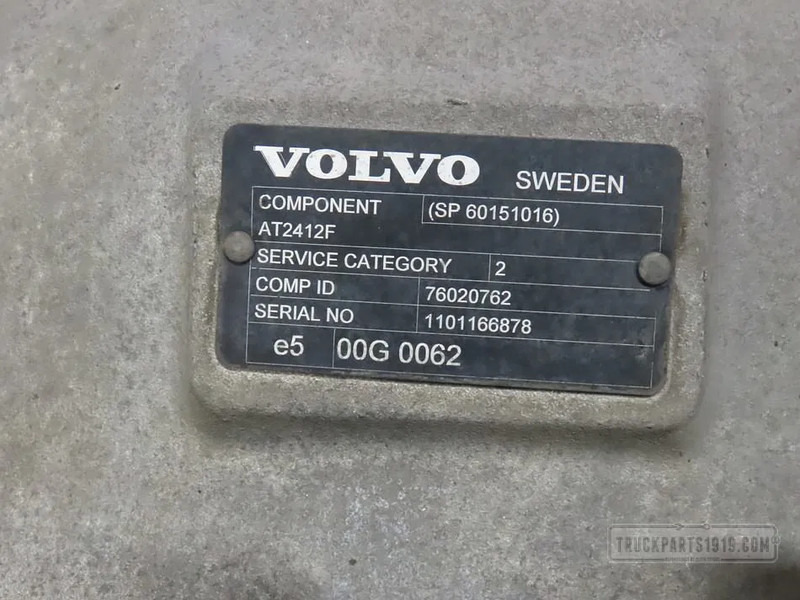 VOLVO SWEDEN
COMPONENT (SP 60151016)
AT2412F
SERVICE CATEGORY 2
COMP ID 76020762
SERIAL NO 1101166878
e5 00G 0062
TRUCKPARTS1919.COM